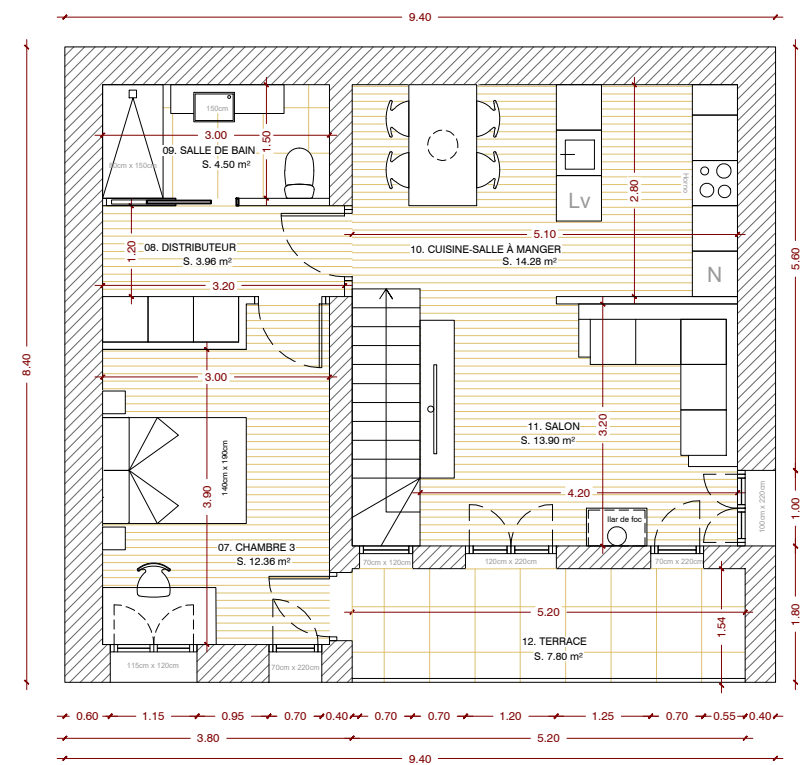 9.40
150cm
3.00
1.50
09. SALLE DE BAIN
S. 4.50 m²
80cm x 150cm
Lv
Horno
2.80
N
5.10
10. CUISINE-SALLE À MANGER
S. 14.28 m²
1.20
08. DISTRIBUTEUR
S. 3.96 m²
3.20
5.60
8.40
3.00
140cm x 190cm
3.90
07. CHAMBRE 3
S. 12.36 m²
11. SALON
S. 13.90 m²
3.20
4.20
llar de foc
100cm x 220cm
1.00
70cm x 120cm
120cm x 220cm
70cm x 220cm
5.20
12. TERRACE
S. 7.80 m²
1.54
1.80
115cm x 120cm
70cm x 220cm
0.60 1.15 0.95 0.70 0.40 0.70 0.70 1.20 1.25 0.70 0.55 0.40
3.80 5.20
9.40